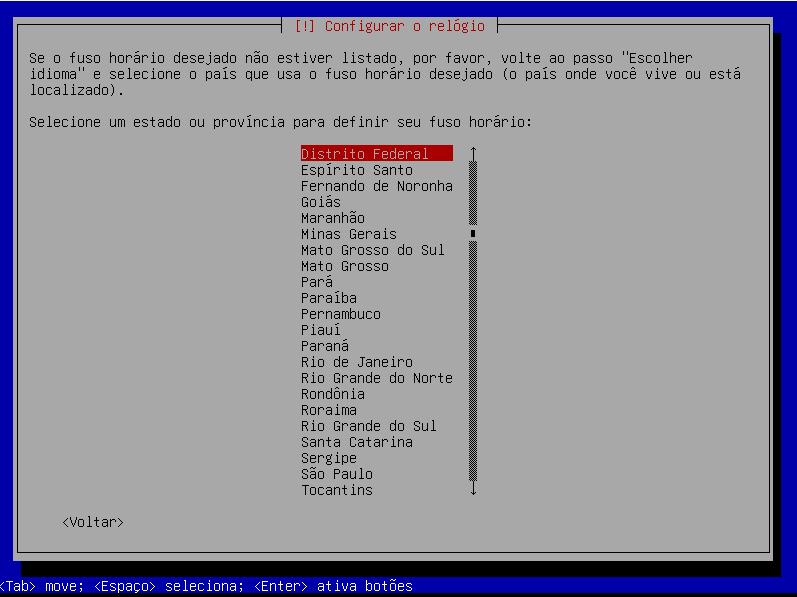 [!] Configurar o relógio
Se o fuso horário desejado não estiver listado, por favor, volte ao passo "Escolher
idioma" e selecione o país que usa o fuso horário desejado (o país onde você vive ou está
localizado).
Selecione um estado ou província para definir seu fuso horário:
Distrito Federal
Espírito Santo
Fernando de Noronha
Goiás
Maranhão
Minas Gerais
Mato Grosso do Sul
Mato Grosso
Pará
Paraíba
Pernambuco
Piauí
Paraná
Rio de Janeiro
Rio Grande do Norte
Rondônia
Roraima
Rio Grande do Sul
Santa Catarina
Sergipe
São Paulo
Tocantins
<Voltar>
<Tab> move; <Espaço> seleciona; <Enter> ativa botões